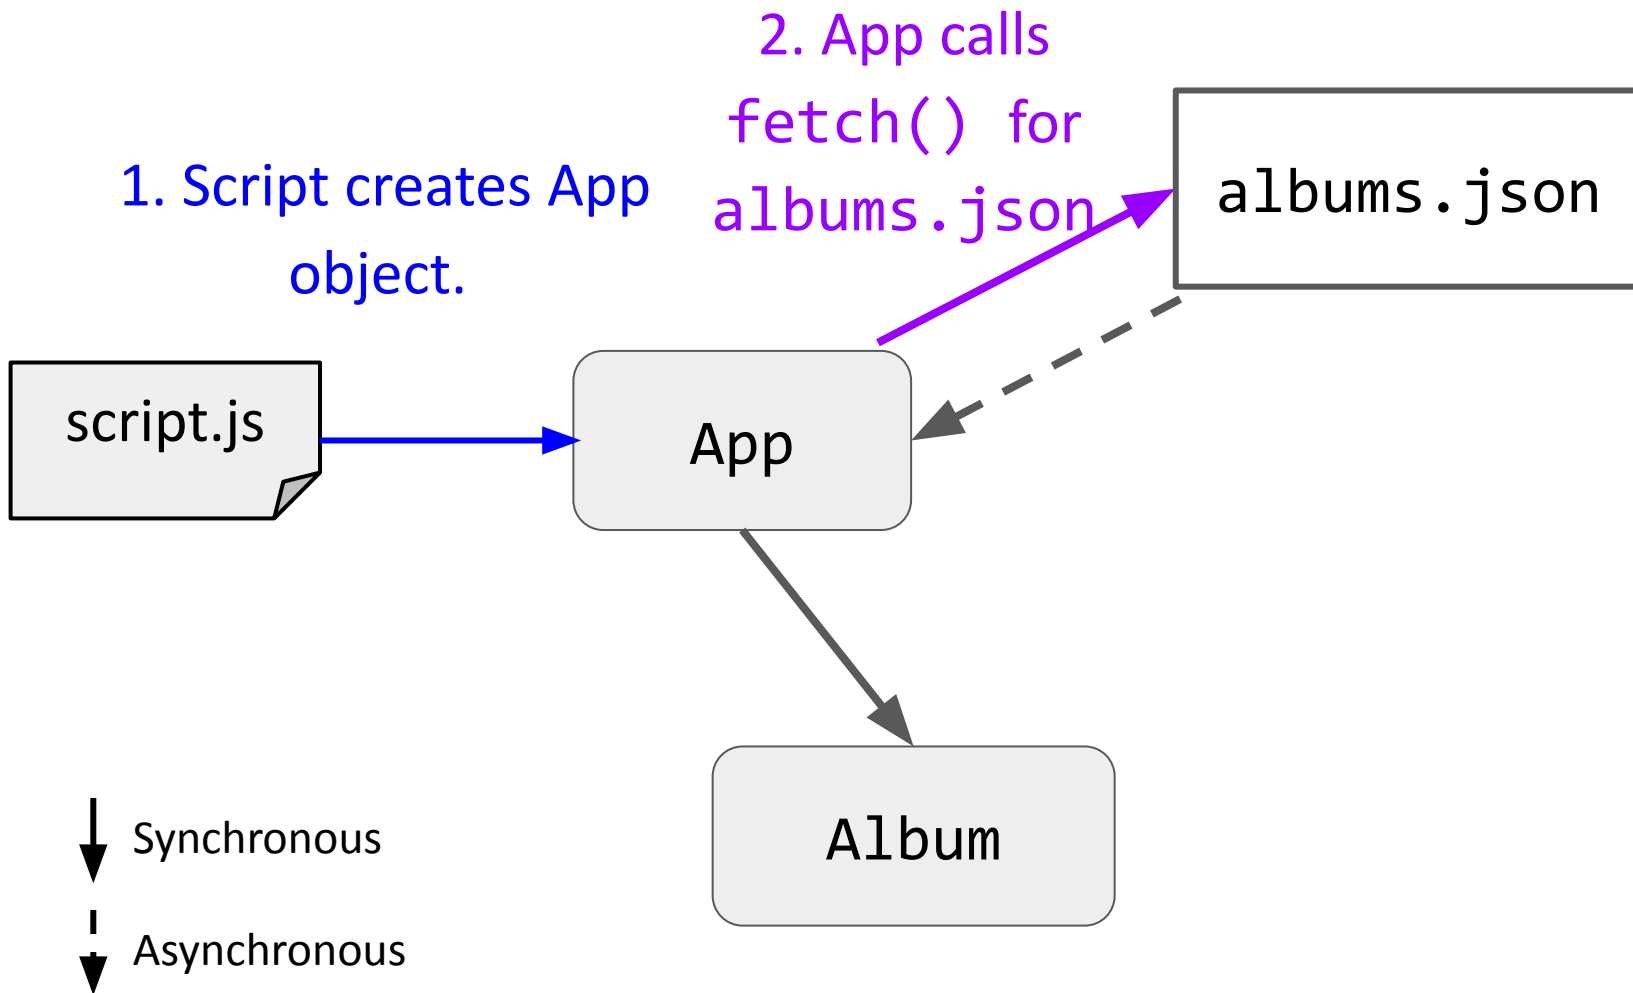 2. App calls
fetch() for
albums.json
albums.json
1. Script creates App
object.
script.js
App
Album
Synchronous
Asynchronous